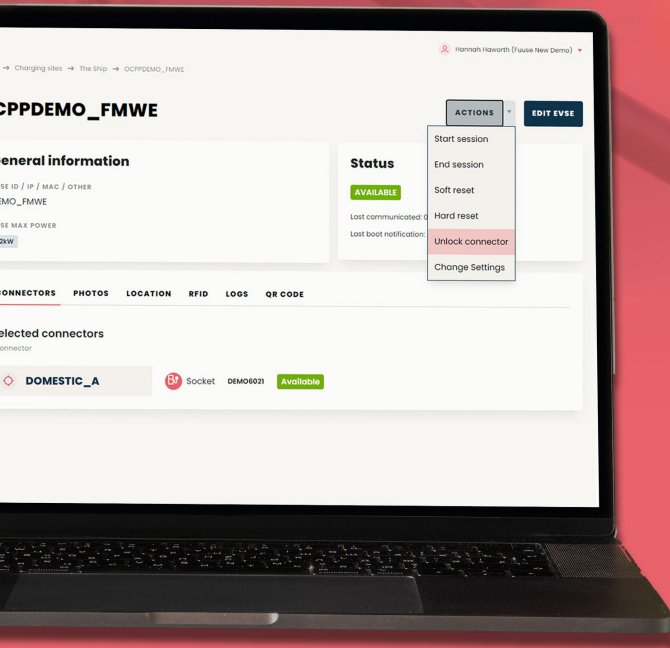 Hannah Haworth (Fuuse New Demo)
→ Charging sites → The Ship → OCPPDEMO_FMWE
CPPDEMO_FMWE
ACTIONS
EDIT EVSE
Start session
End session
Soft reset
Hard reset
Unlock connector
Change Settings
eneral information
SE ID / IP / MAC / OTHER
EMO_FMWE
SE MAX POWER
2kW
Status
AVAILABLE
Last communicated: 0
Last boot notification:
ONNECTORS PHOTOS LOCATION RFID LOGS QR CODE
elected connectors
onnector
DOMESTIC_A Socket DEMO6021 Available